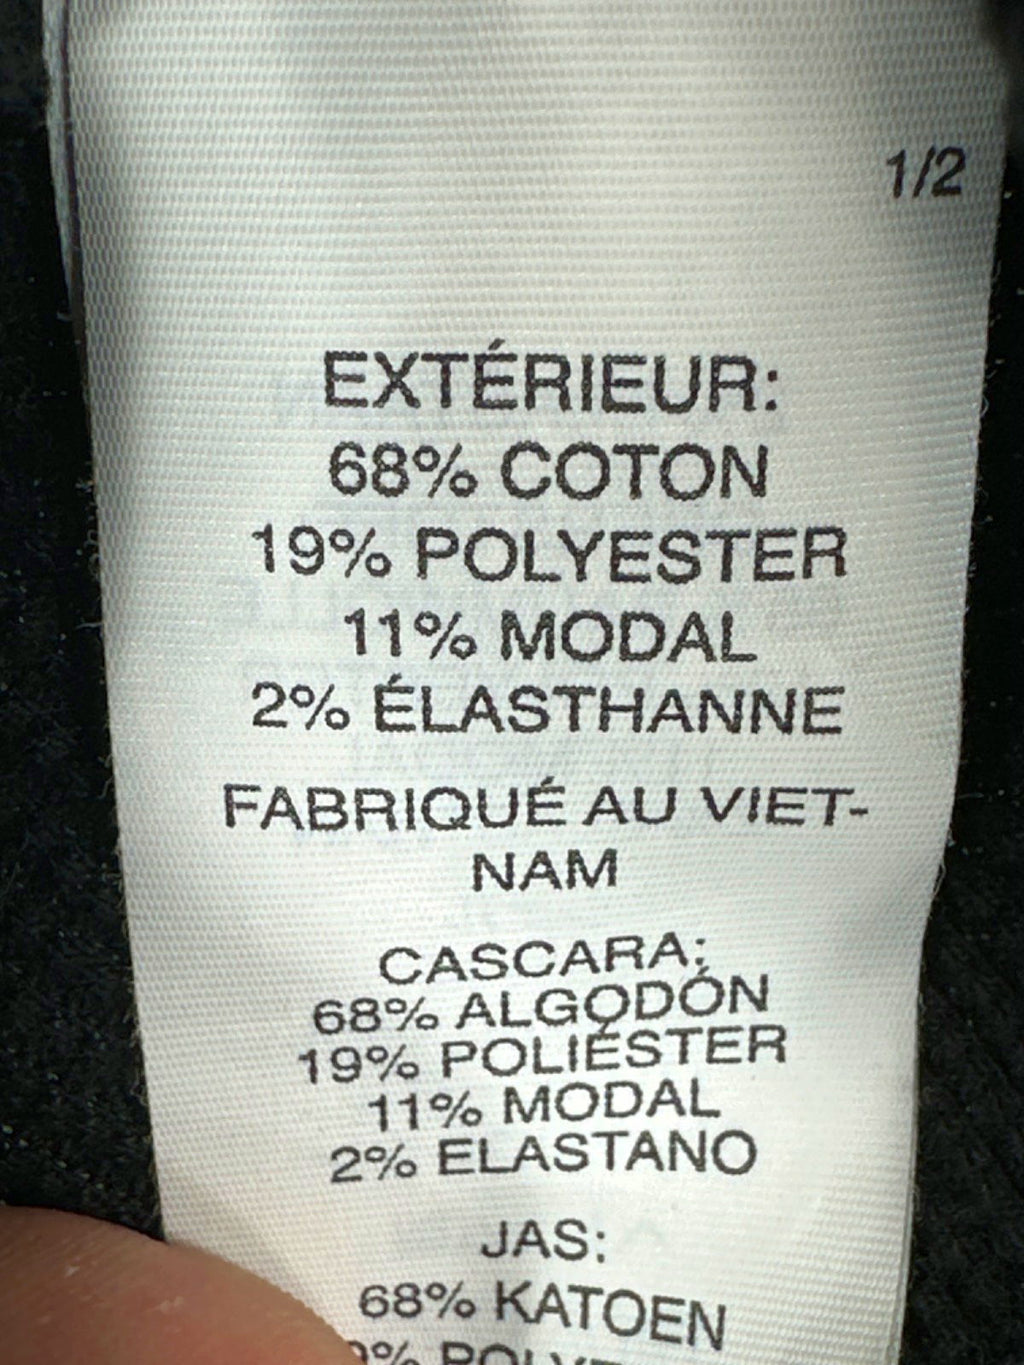 1/2
EXTÉRIEUR:
68% COTON
19% POLYESTER
11% MODAL
2% ÉLASTHANNE
FABRIQUÉ AU VIET-
NAM
CASCARA:
68% ALGODÓN
19% POLIÉSTER
11% MODAL
2% ELASTANO
JAS:
68% KATOEN